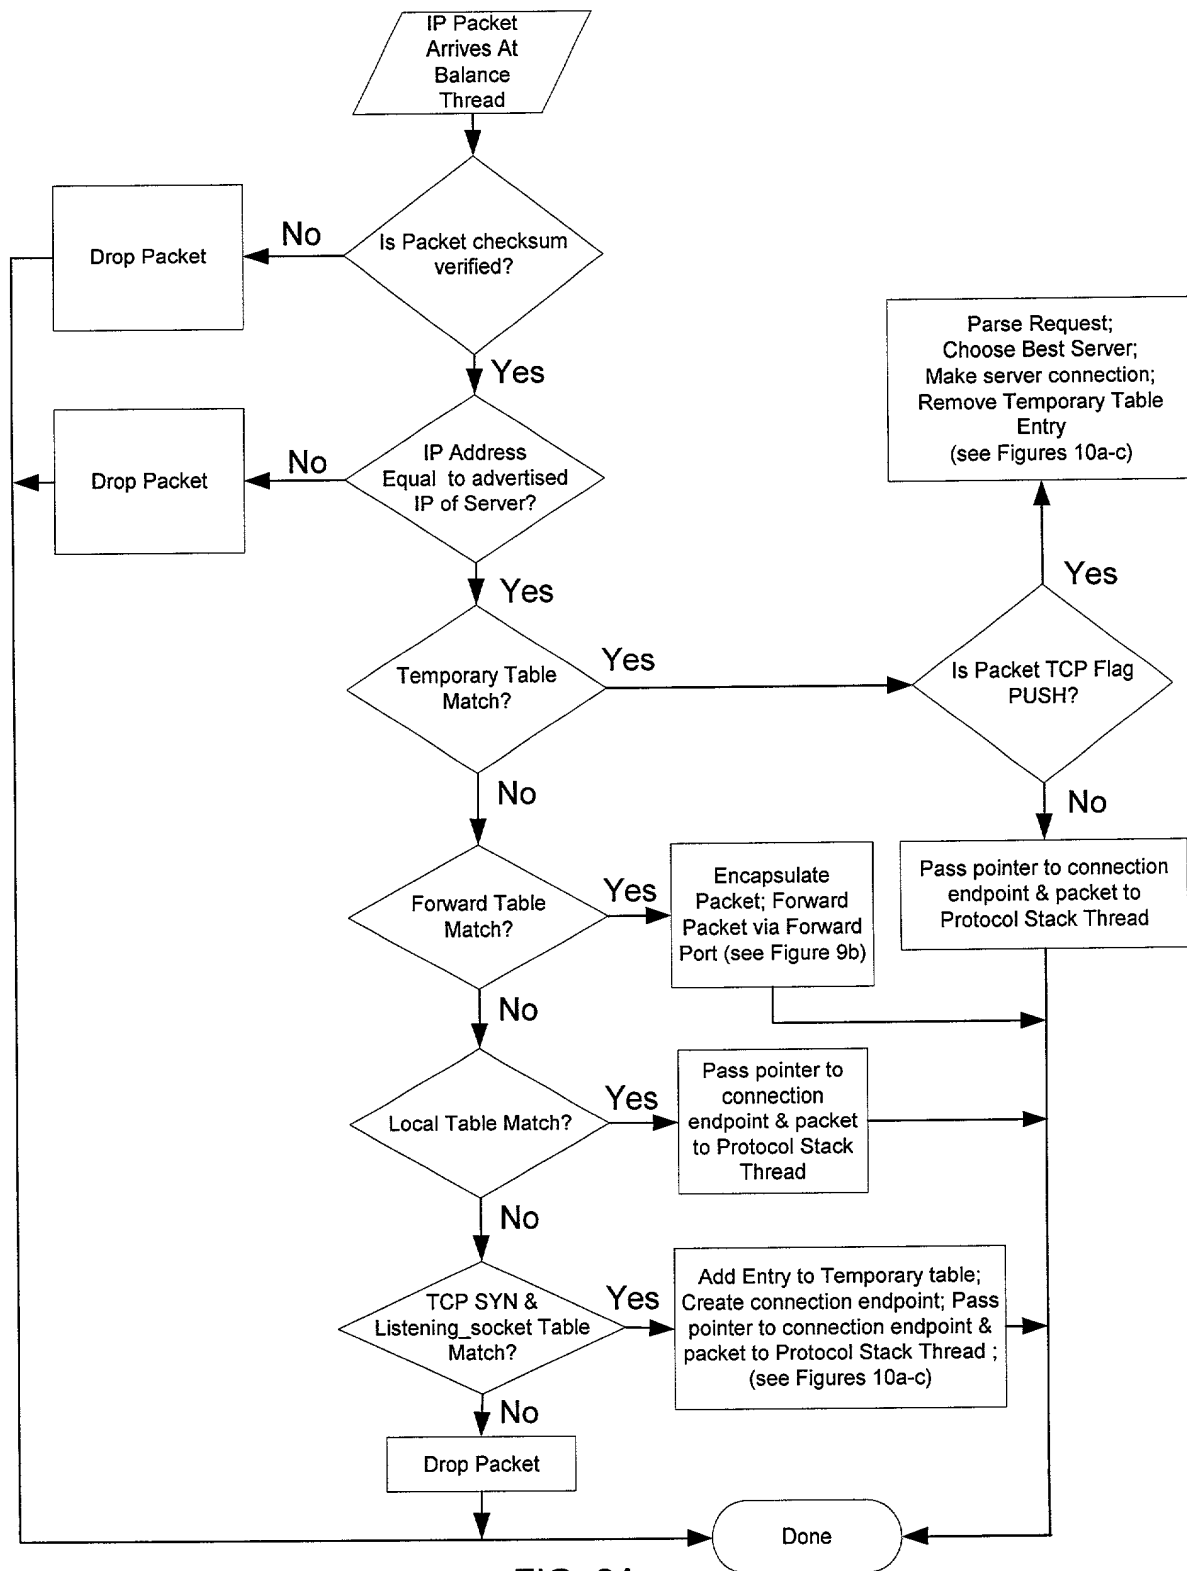 IP Packet
Arrives At
Balance
Thread
Is Packet checksum
verified?
No
Drop Packet
Yes
IP Address
Equal to advertised
IP of Server?
No
Drop Packet
Yes
Parse Request;
Choose Best Server;
Make server connection;
Remove Temporary Table
Entry
(see Figures 10a-c)
Yes
Temporary Table
Match?
Yes
Is Packet TCP Flag
PUSH?
No
No
Pass pointer to connection
endpoint & packet to
Protocol Stack Thread
Forward Table
Match?
Yes
Encapsulate
Packet; Forward
Packet via Forward
Port (see Figure 9b)
No
Local Table Match?
Yes
Pass pointer to
connection
endpoint & packet
to Protocol Stack
Thread
No
TCP SYN &
Listening_socket Table
Match?
Yes
Add Entry to Temporary table;
Create connection endpoint; Pass
pointer to connection endpoint &
packet to Protocol Stack Thread ;
(see Figures 10a-c)
No
Drop Packet
Done